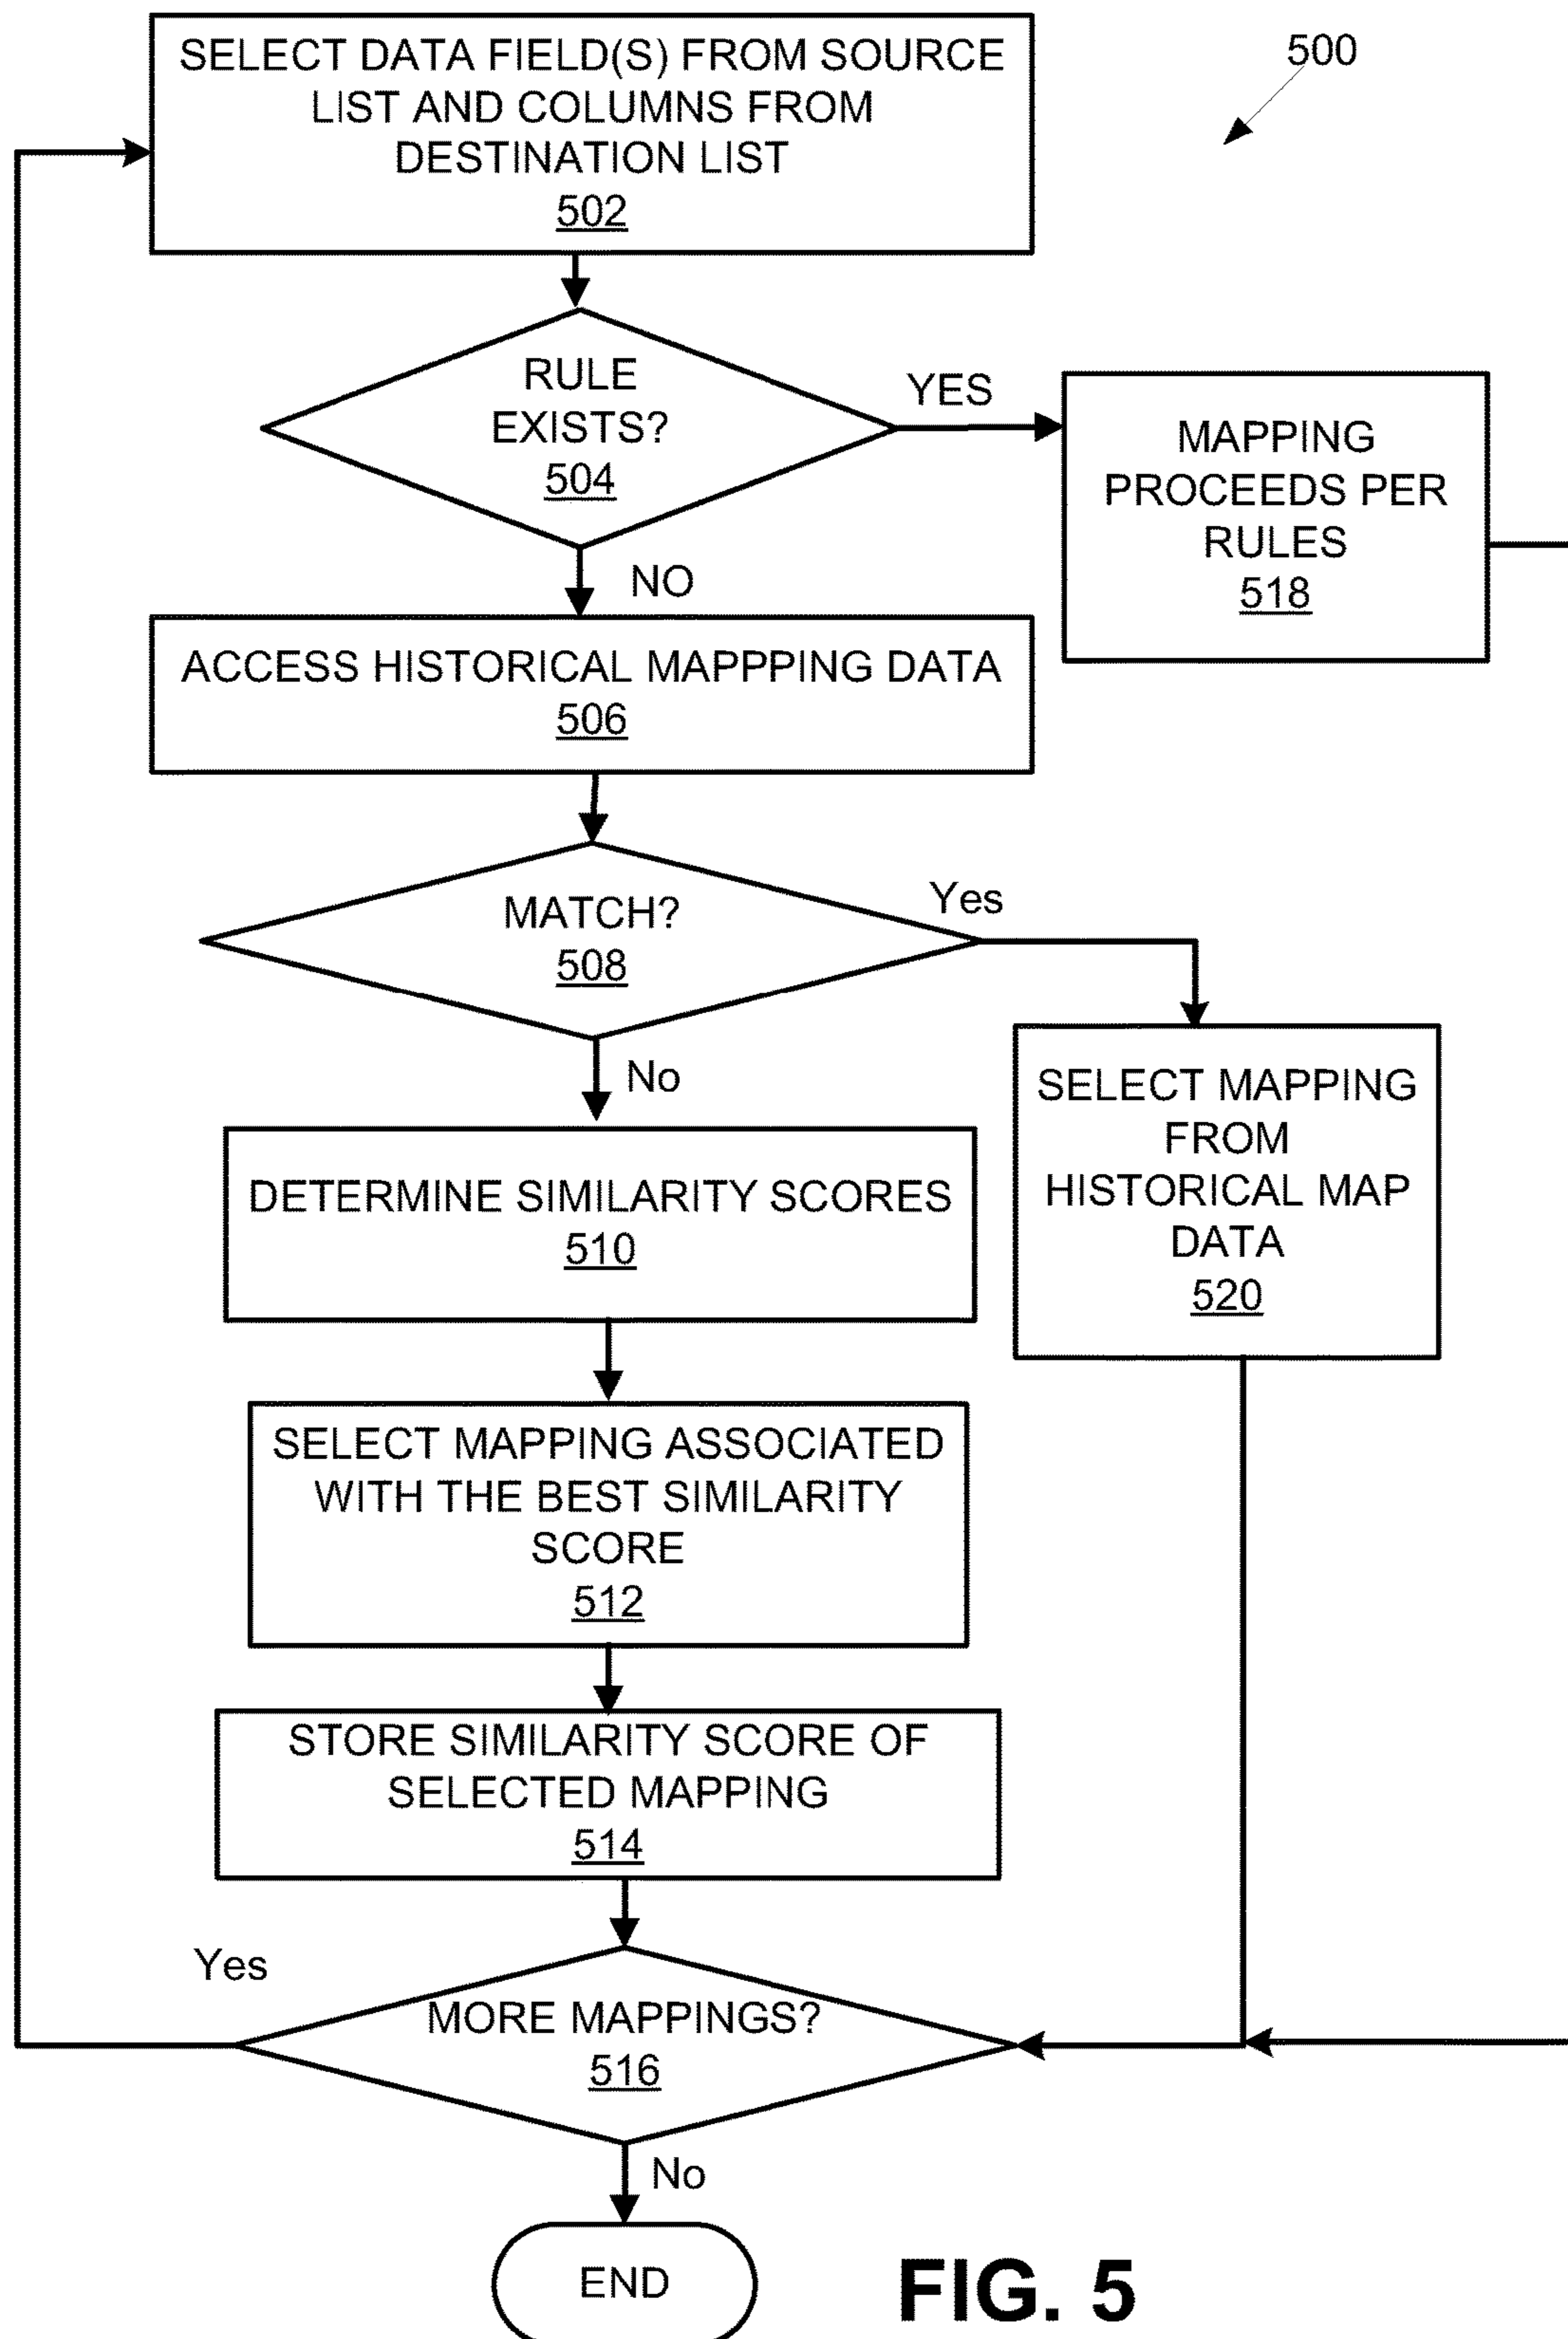 SELECT DATA FIELD(S) FROM SOURCE
LIST AND COLUMNS FROM
DESTINATION LIST
502
500
RULE
EXISTS?
504
YES
MAPPING
PROCEEDS PER
RULES
518
NO
ACCESS HISTORICAL MAPPPING DATA
506
MATCH?
508
Yes
No
SELECT MAPPING
FROM
HISTORICAL MAP
DATA
520
DETERMINE SIMILARITY SCORES
510
SELECT MAPPING ASSOCIATED
WITH THE BEST SIMILARITY
SCORE
512
STORE SIMILARITY SCORE OF
SELECTED MAPPING
514
Yes
MORE MAPPINGS?
516
No
END
FIG. 5